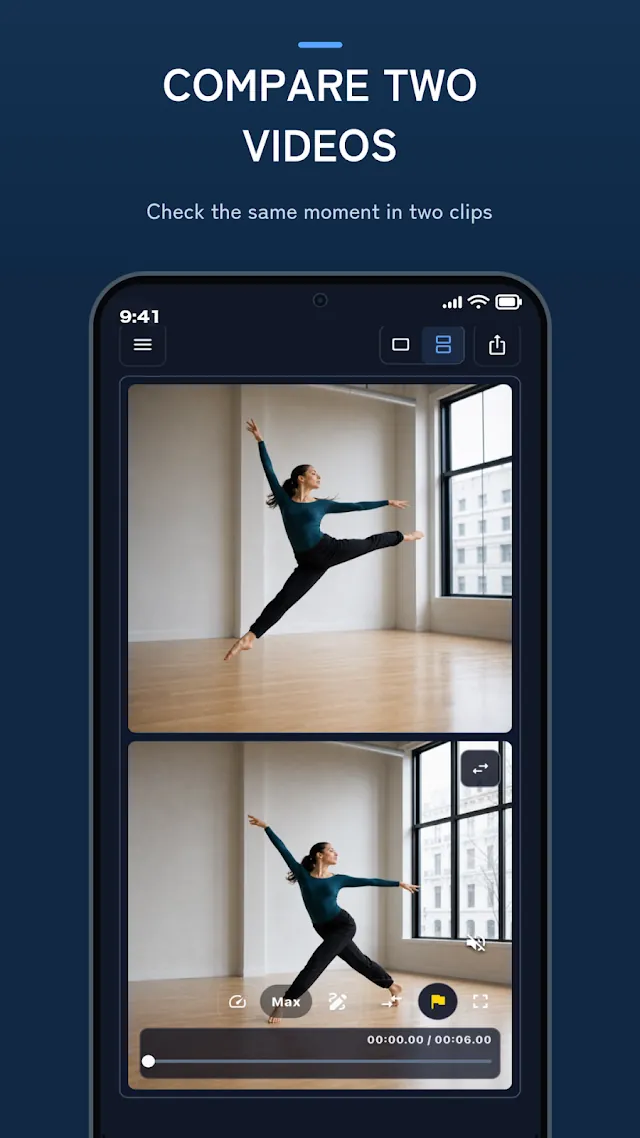 COMPARE TWO
VIDEOS
Check the same moment in two clips
9:41
Max
00:00.00 / 00:06.00